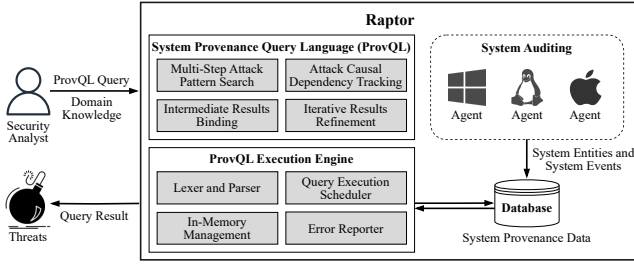 Raptor
System Provenance Query Language (ProvQL)
Multi-Step Attack
Pattern Search
Attack Causal
Dependency Tracking
Intermediate Results
Binding
Iterative Results
Refinement
ProvQL Query
Domain
Knowledge
Security
Analyst
System Auditing
Agent
Agent
Agent
System Entities and
System Events
ProvQL Execution Engine
Lexer and Parser
Query Execution
Scheduler
In-Memory
Management
Error Reporter
Query Result
Threats
Database
System Provenance Data